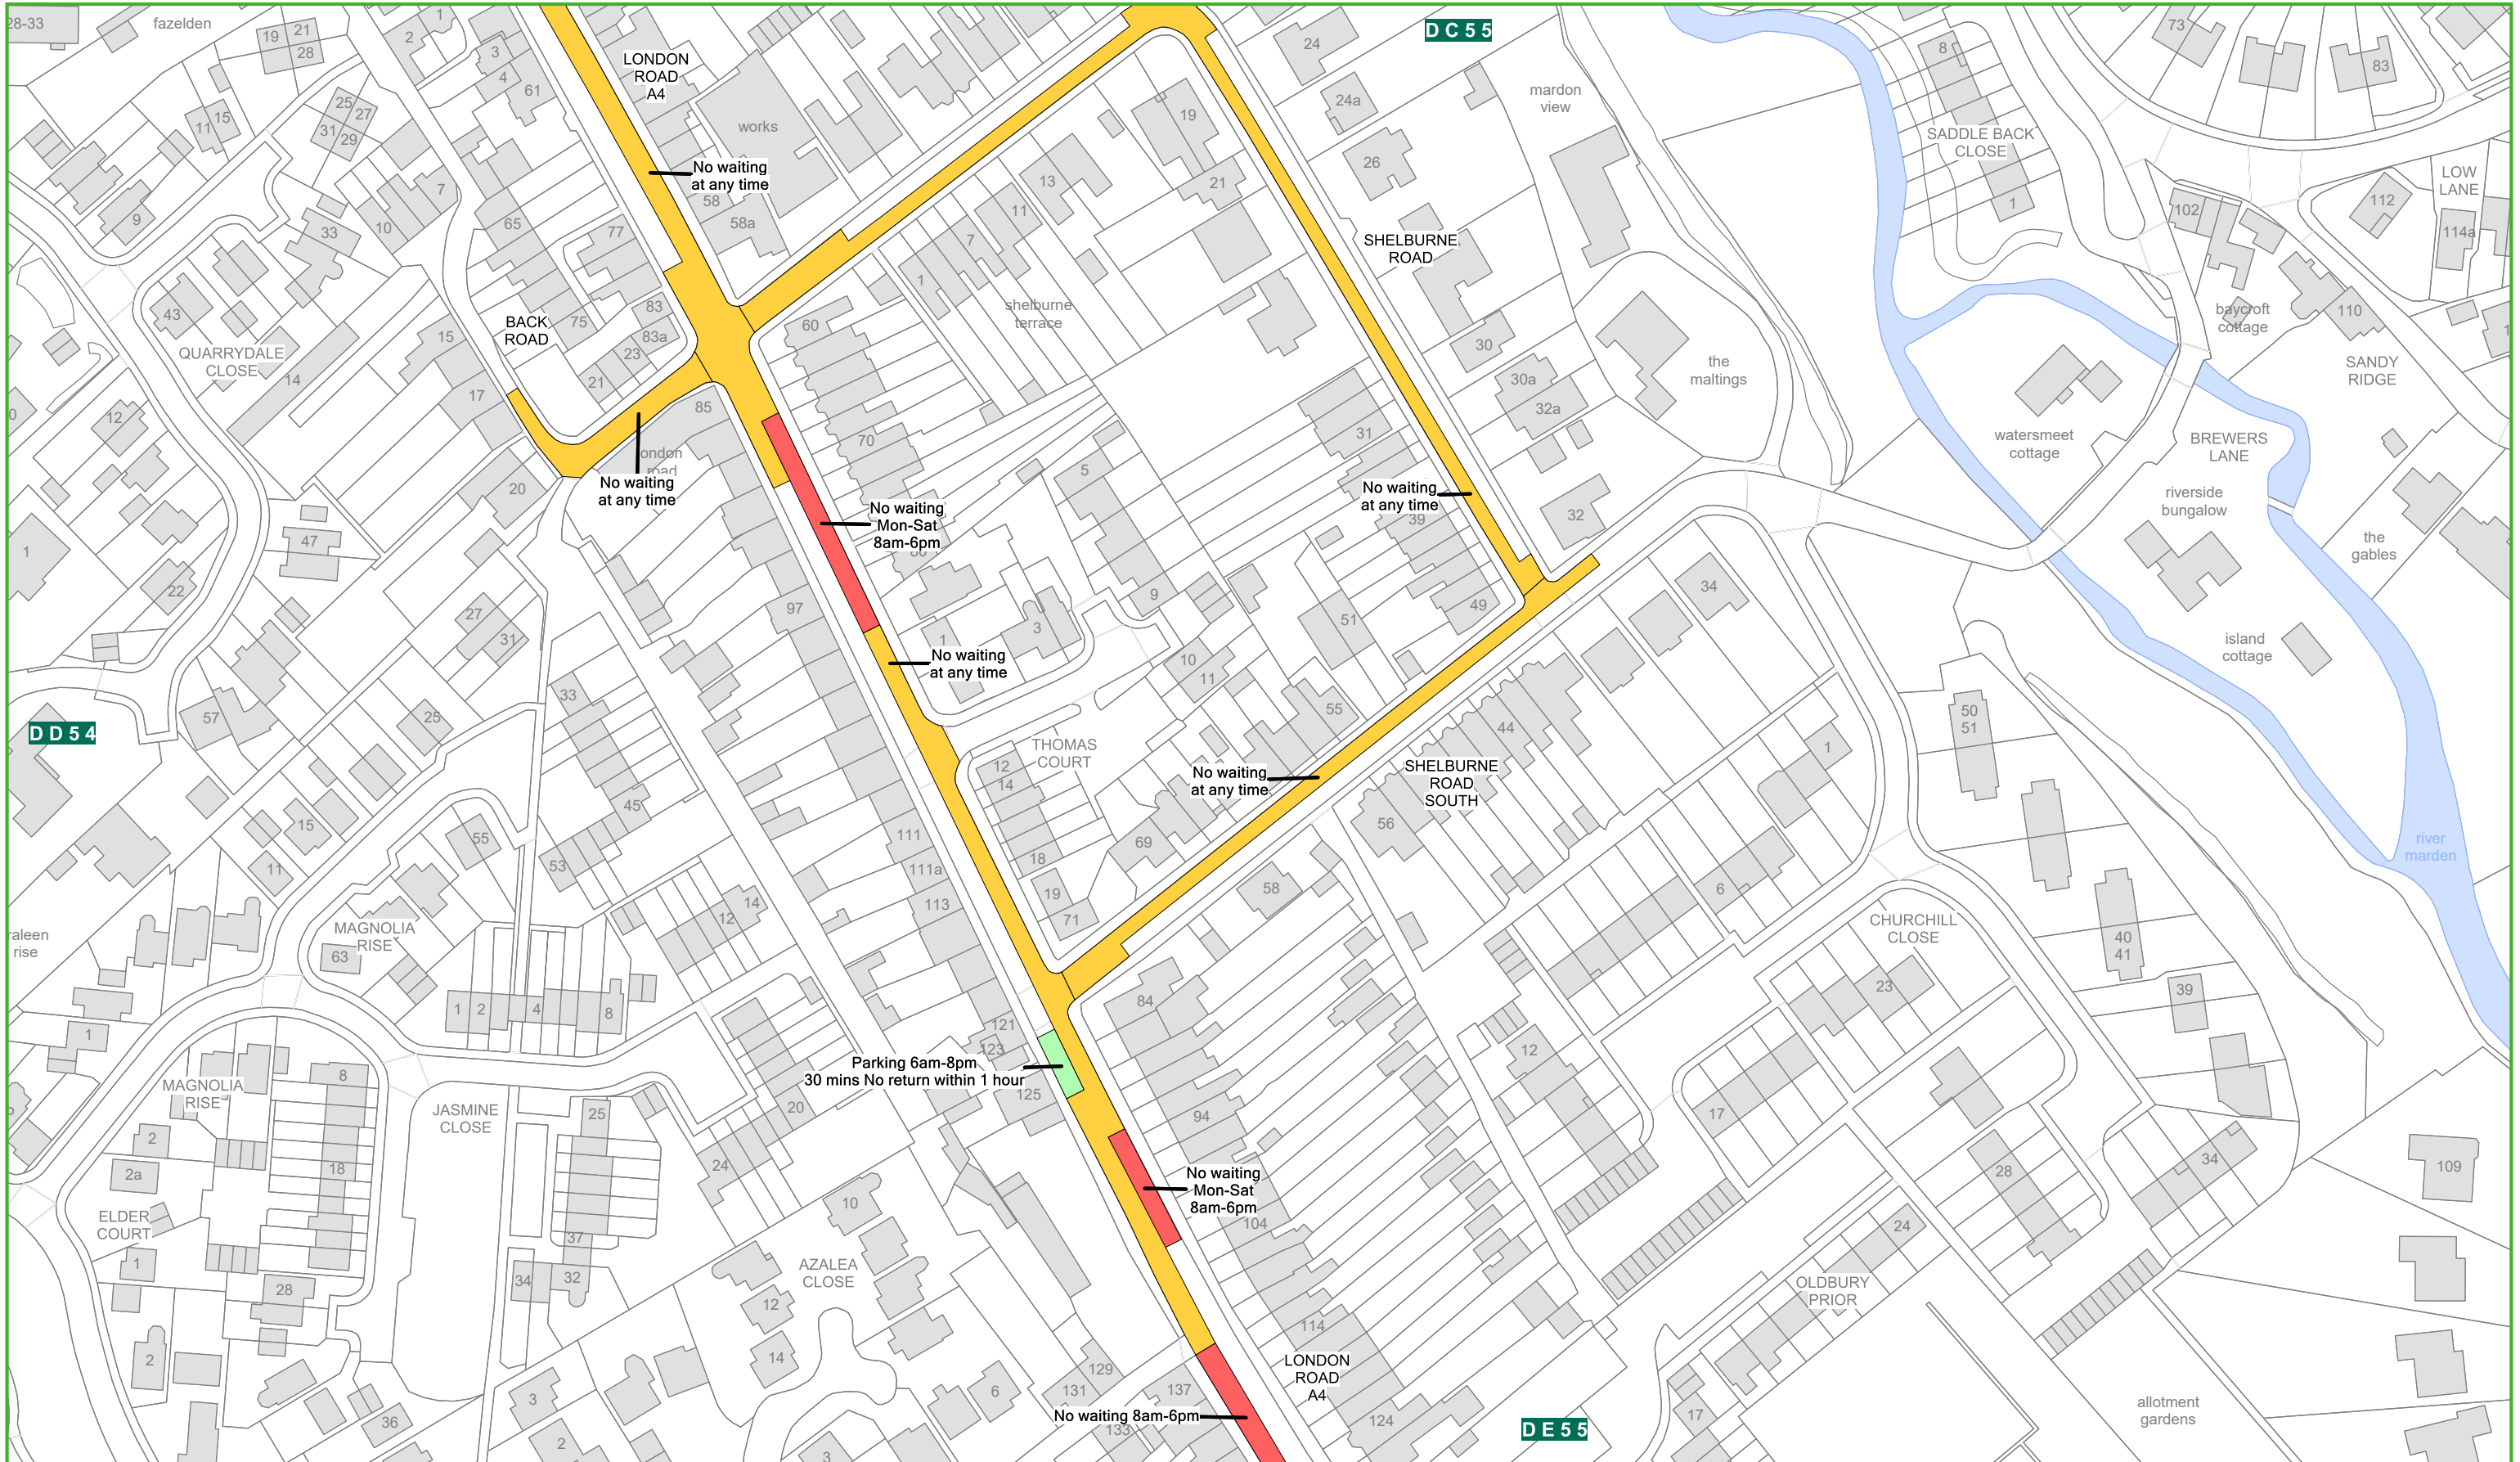 28-33
fazelden
19
21
28
2
1
3
4
61
LONDON
ROAD
A4
D C 5 5
24
24a
26
mardon
view
8
SADDLE BACK
CLOSE
1
73
83
LOW
LANE
112
114a
102
110
baycroft
cottage
SANDY
RIDGE
25
27
31
29
11
15
9
33
10
7
works
No waiting
at any time
58
58a
19
21
13
11
7
1
shelburne
terrace
SHELBURNE
ROAD
30
30a
32a
the
maltings
65
77
83
83a
75
23
21
BACK
ROAD
43
QUARRYDALE
CLOSE
14
15
17
12
60
70
85
london
road
No waiting
at any time
20
No waiting
Mon-Sat
8am-6pm
80
5
31
No waiting
at any time
39
32
49
51
watersmeet
cottage
BREWERS
LANE
riverside
bungalow
the
gables
island
cottage
river
marden
1
47
22
27
31
97
9
3
1
No waiting
at any time
10
11
55
34
D D 5 4
57
25
33
45
53
55
15
11
THOMAS
COURT
12
14
18
19
71
69
No waiting
at any time
SHELBURNE
ROAD
SOUTH
44
56
58
1
6
50
51
40
41
39
CHURCHILL
CLOSE
23
17
12
28
34
109
111
111a
113
12
14
MAGNOLIA
RISE
63
1
2
4
8
raleen
rise
1
121
123
125
Parking 6am-8pm
30 mins No return within 1 hour
84
94
104
No waiting
Mon-Sat
8am-6pm
MAGNOLIA
RISE
8
18
28
2
2a
ELDER
COURT
1
2
JASMINE
CLOSE
25
37
34
32
20
24
10
AZALEA
CLOSE
12
14
3
2
36
3
6
129
131
133
137
No waiting 8am-6pm
114
124
LONDON
ROAD
A4
D E 5 5
17
24
OLDBURY
PRIOR
allotment
gardens